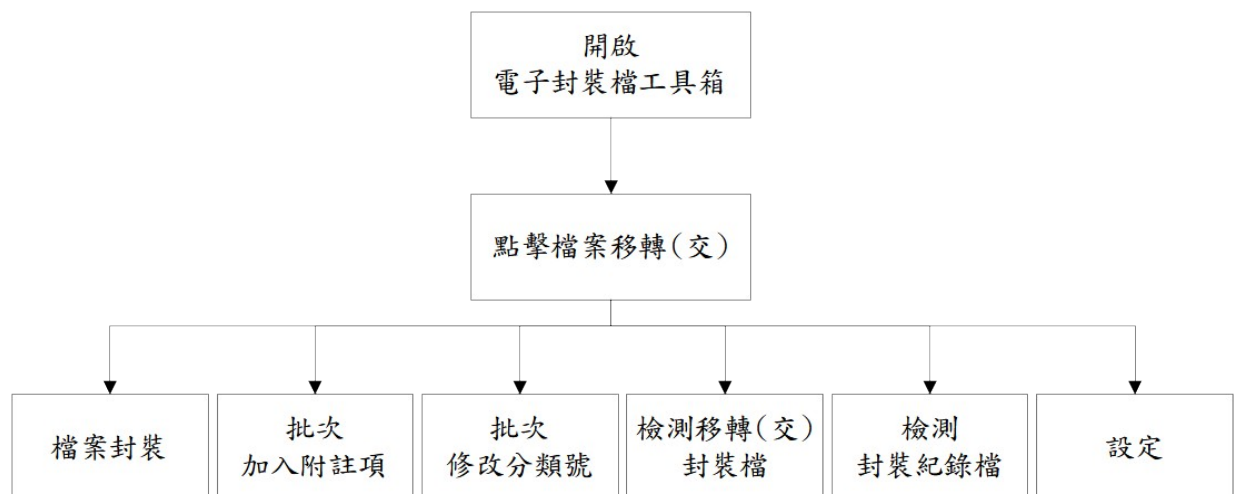 開啟
電子封裝檔工具箱
點擊檔案移轉(交)
檔案封裝
批次
加入附註項
批次
修改分類號
檢測移轉(交)
封裝檔
檢測
封裝紀錄檔
設定